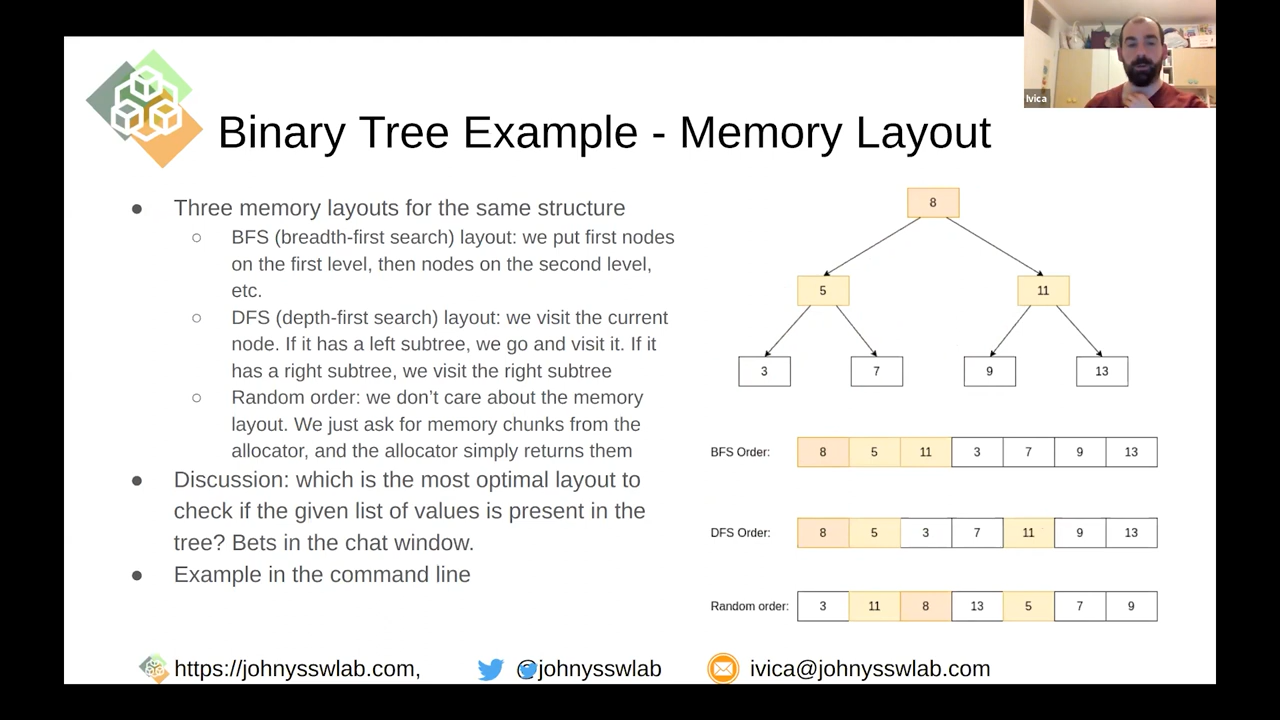 Ivica
Binary Tree Example - Memory Layout
● Three memory layouts for the same structure
○ BFS (breadth-first search) layout: we put first nodes
on the first level, then nodes on the second level,
etc.
○ DFS (depth-first search) layout: we visit the current
node. If it has a left subtree, we go and visit it. If it
has a right subtree, we visit the right subtree
○ Random order: we don’t care about the memory
layout. We just ask for memory chunks from the
allocator, and the allocator simply returns them
● Discussion: which is the most optimal layout to
check if the given list of values is present in the
tree? Bets in the chat window.
● Example in the command line
8
5 11
3 7 9 13
BFS Order: 8 5 11 3 7 9 13
DFS Order: 8 5 3 7 11 9 13
Random order: 3 11 8 13 5 7 9
https://johnysswlab.com, @johnysswlab ivica@johnysswlab.com